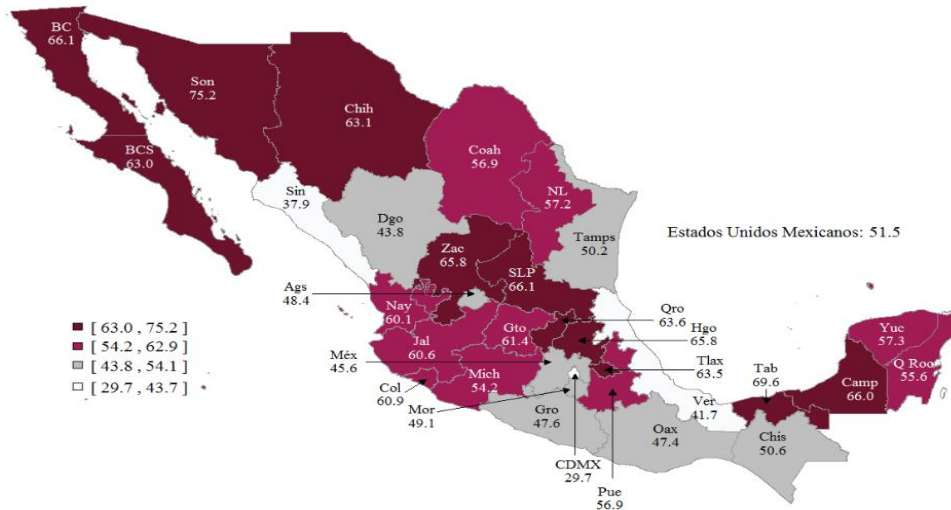 BC
66.1
Son
75.2
Chih
63.1
BCS
63.0
Coah
56.9
Sin
37.9
NL
57.2
Dgo
43.8
Tamps
50.2
Estados Unidos Mexicanos: 51.5
Zac
65.8
SLP
66.1
Ags
48.4
Nay
60.1
Qro
63.6
Hgo
65.8
Gto
61.4
Jal
60.6
Méx
45.6
Tlax
63.5
Yuc
57.3
Q Roo
55.6
Tab
69.6
Camp
66.0
Mich
54.2
Col
60.9
Mor
49.1
Gro
47.6
Ver
41.7
Oax
47.4
Chis
50.6
CDMX
29.7
Pue
56.9
[ 63.0 , 75.2 ]
[ 54.2 , 62.9 ]
[ 43.8 , 54.1 ]
[ 29.7 , 43.7 ]